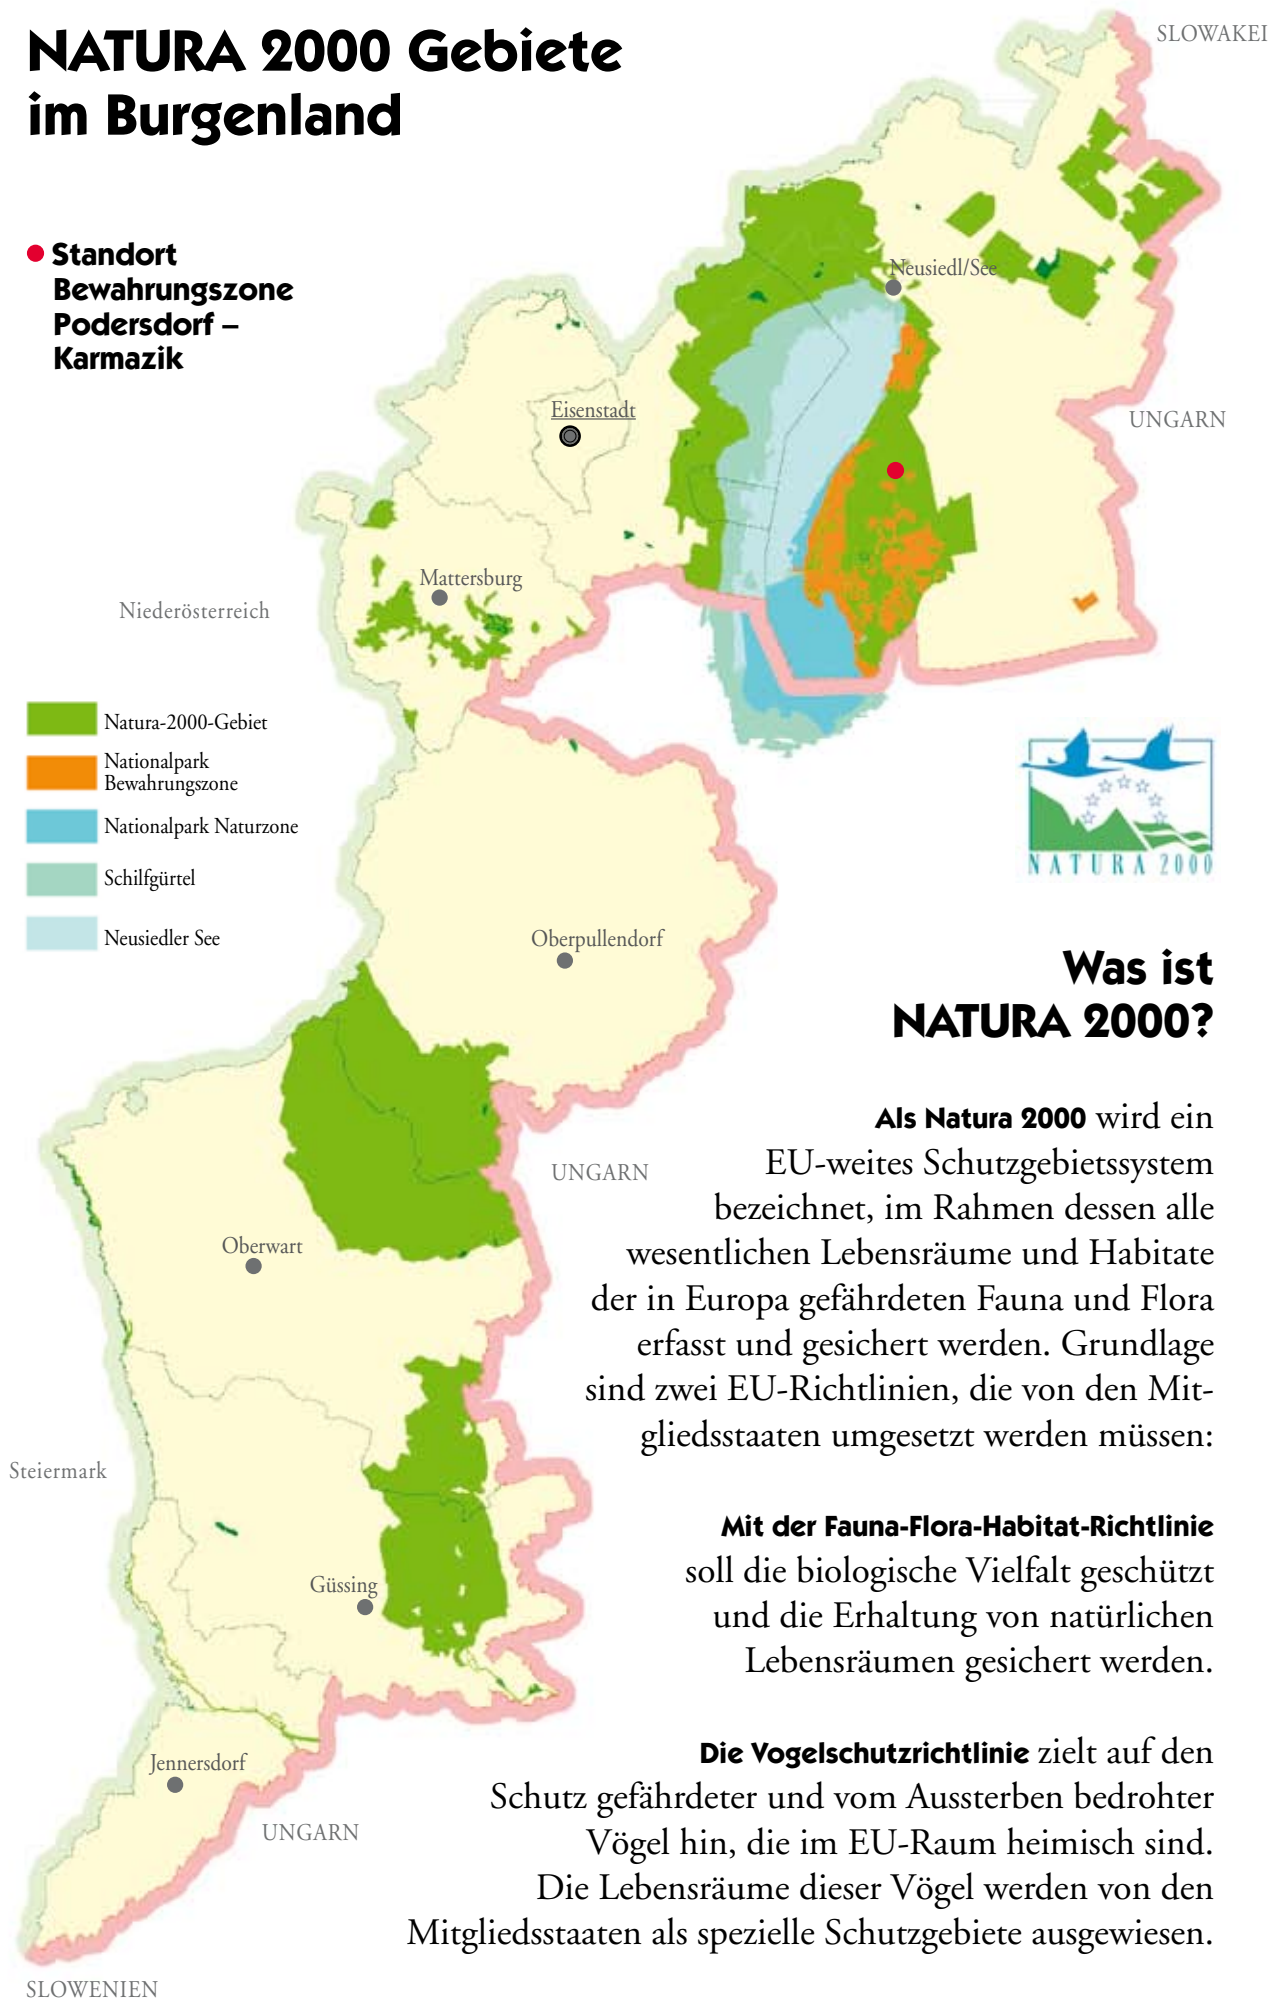 NATURA 2000 Gebiete
im Burgenland
SLOWAKEI
Standort
Bewahrungszone
Podersdorf –
Karmazik
Neusiedl/See
Eisenstadt
UNGARN
Mattersburg
Niederösterreich
Natura-2000-Gebiet
Nationalpark
Bewahrungszone
Nationalpark Naturzone
Schilfgürtel
Neusiedler See
NATURA 2000
Oberpullendorf
Was ist
NATURA 2000?
Als Natura 2000 wird ein
EU-weites Schutzgebietssystem
bezeichnet, im Rahmen dessen alle
wesentlichen Lebensräume und Habitate
der in Europa gefährdeten Fauna und Flora
erfasst und gesichert werden. Grundlage
sind zwei EU-Richtlinien, die von den Mit-
gliedsstaaten umgesetzt werden müssen:
UNGARN
Oberwart
Steiermark
Mit der Fauna-Flora-Habitat-Richtlinie
soll die biologische Vielfalt geschützt
und die Erhaltung von natürlichen
Lebensräumen gesichert werden.
Güssing
Die Vogelschutzrichtlinie zielt auf den
Schutz gefährdeter und vom Aussterben bedrohter
Vögel hin, die im EU-Raum heimisch sind.
Die Lebensräume dieser Vögel werden von den
Mitgliedsstaaten als spezielle Schutzgebiete ausgewiesen.
Jennersdorf
UNGARN
SLOWENIEN